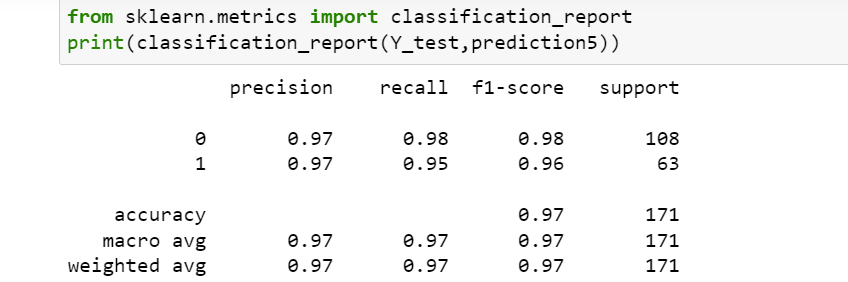 from sklearn.metrics import classification_report
print(classification_report(Y_test,prediction5))
precision recall f1-score support
0 0.97 0.98 0.98 108
1 0.97 0.95 0.96 63
accuracy 0.97 171
macro avg 0.97 0.97 0.97 171
weighted avg 0.97 0.97 0.97 171